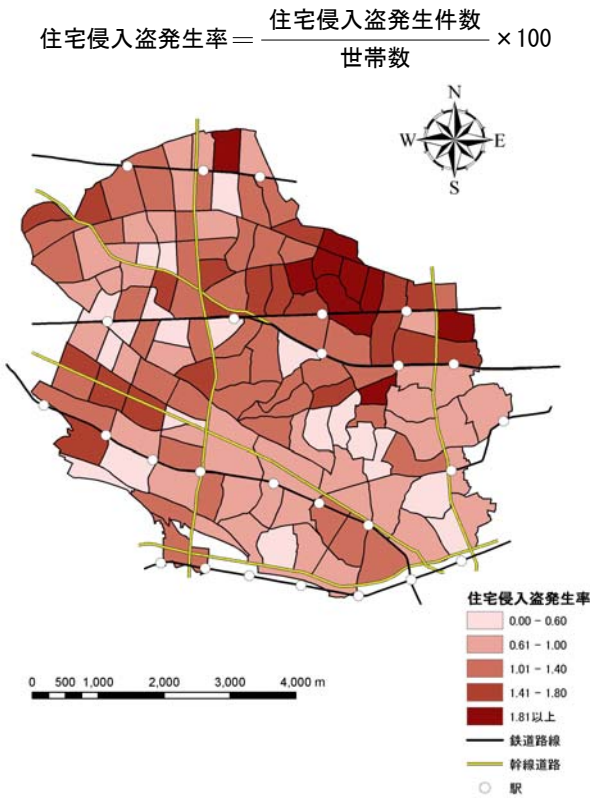 住宅侵入盗発生率＝住宅侵入盗発生件数/世帯数×100
N
W E
S
住宅侵入盗発生率
0.00 - 0.60
0.61 - 1.00
1.01 - 1.40
1.41 - 1.80
1.81以上
鉄道路線
幹線道路
駅
0 500 1,000 2,000 3,000 4,000 m